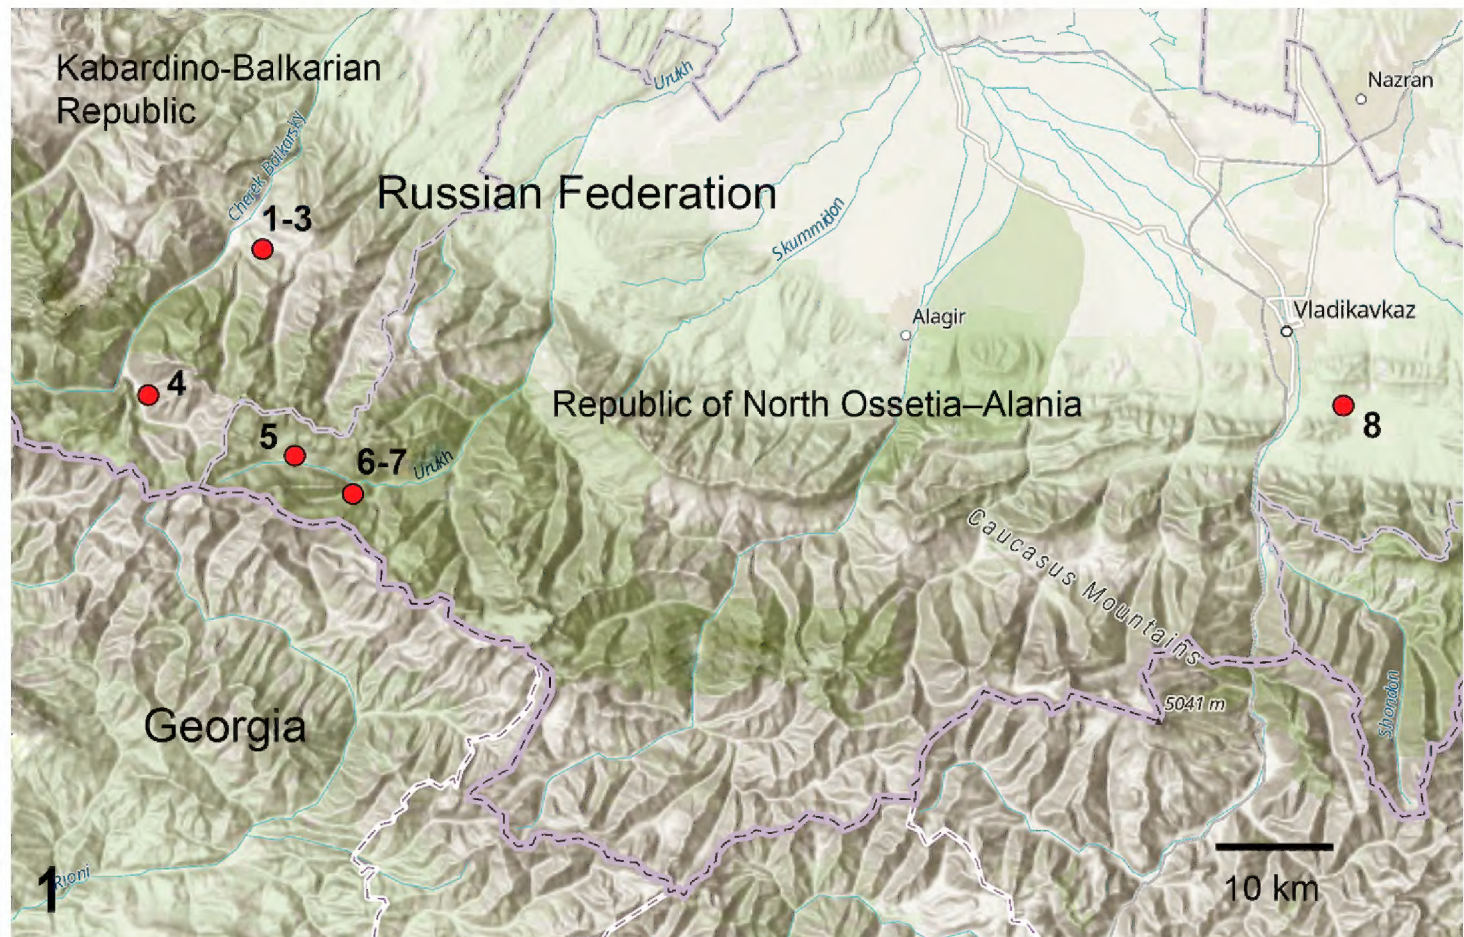 Kabardino-Balkarian
Republic
Urukh
Nazran
Cherek Balkarsky
Russian Federation
1-3
Skummidon
Alagir
Vladikavkaz
4
Republic of North Ossetia–Alania
8
5
6-7
Urukh
Caucasus Mountains
5041 m
Shondon
Georgia
10 km
1
Rioni